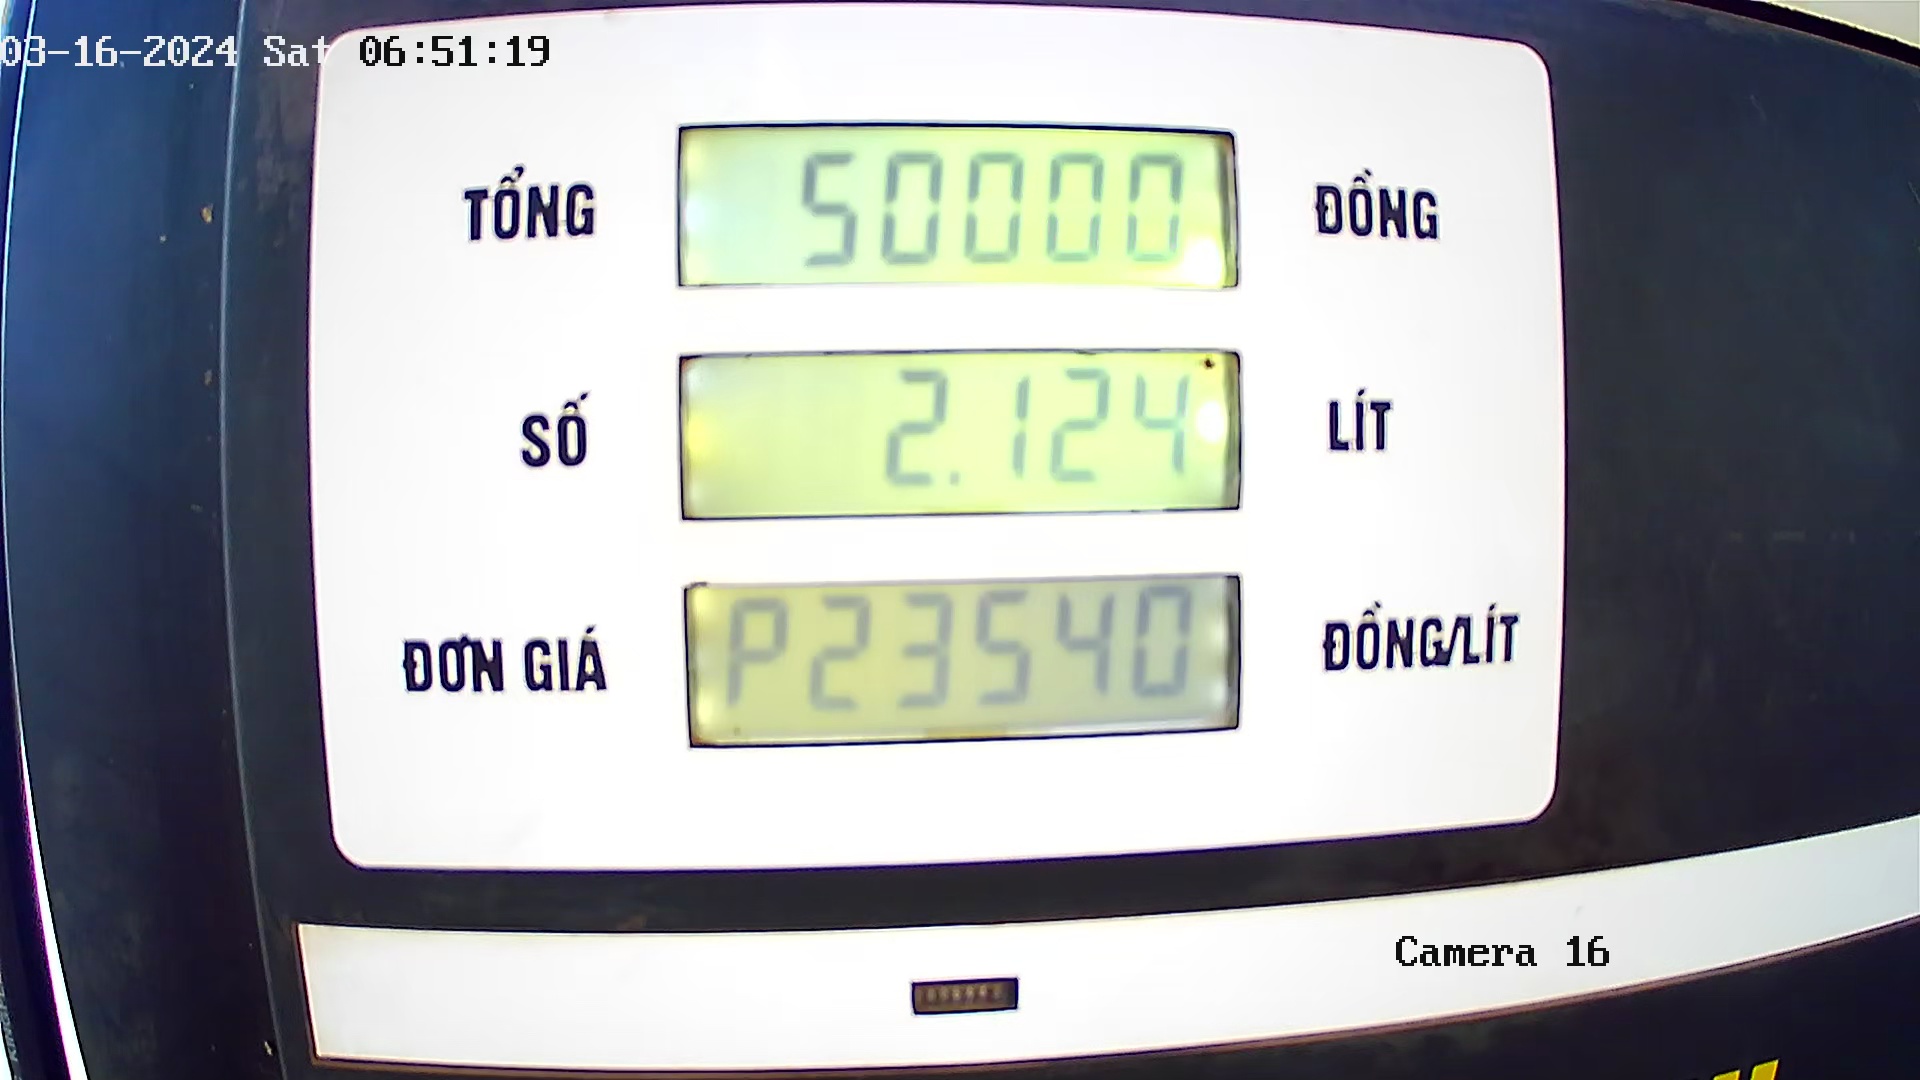 03-16-2024 Sat 06:51:19
TỔNG 50000 ĐỒNG
SỐ 2.124 LÍT
ĐƠN GIÁ P23540 ĐỒNG/LÍT
Camera 16